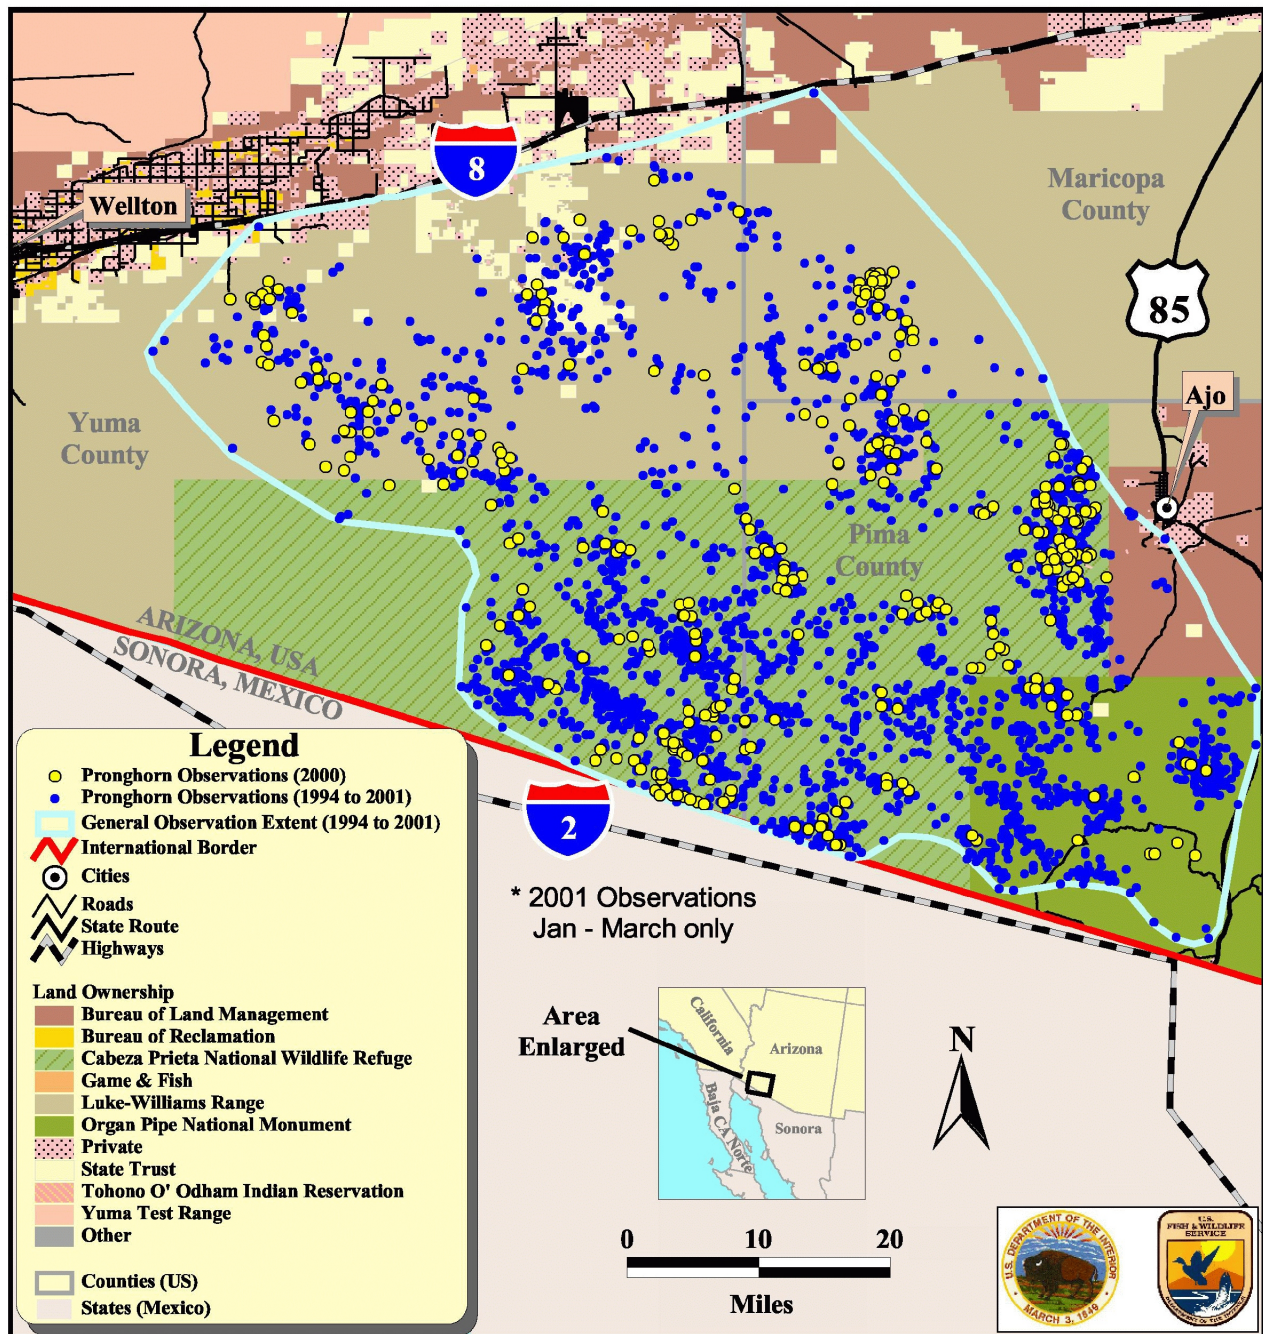 8
Maricopa
County
Wellton
85
Ajo
Yuma
County
Pima
County
ARIZONA, USA
SONORA, MEXICO
Legend
Pronghorn Observations (2000)
Pronghorn Observations (1994 to 2001)
General Observation Extent (1994 to 2001)
International Border
Cities
Roads
State Route
Highways
Land Ownership
Bureau of Land Management
Bureau of Reclamation
Cabeza Prieta National Wildlife Refuge
Game & Fish
Luke-Williams Range
Organ Pipe National Monument
Private
State Trust
Tohono O' Odham Indian Reservation
Yuma Test Range
Other
Counties (US)
States (Mexico)
2
* 2001 Observations
Jan - March only
Area
Enlarged
California
Arizona
Baja CA Norte
Sonora
N
0 10 20
Miles
U.S. DEPARTMENT OF THE INTERIOR
MARCH 3, 1849
U.S.
FISH & WILDLIFE
SERVICE
DEPARTMENT OF THE INTERIOR